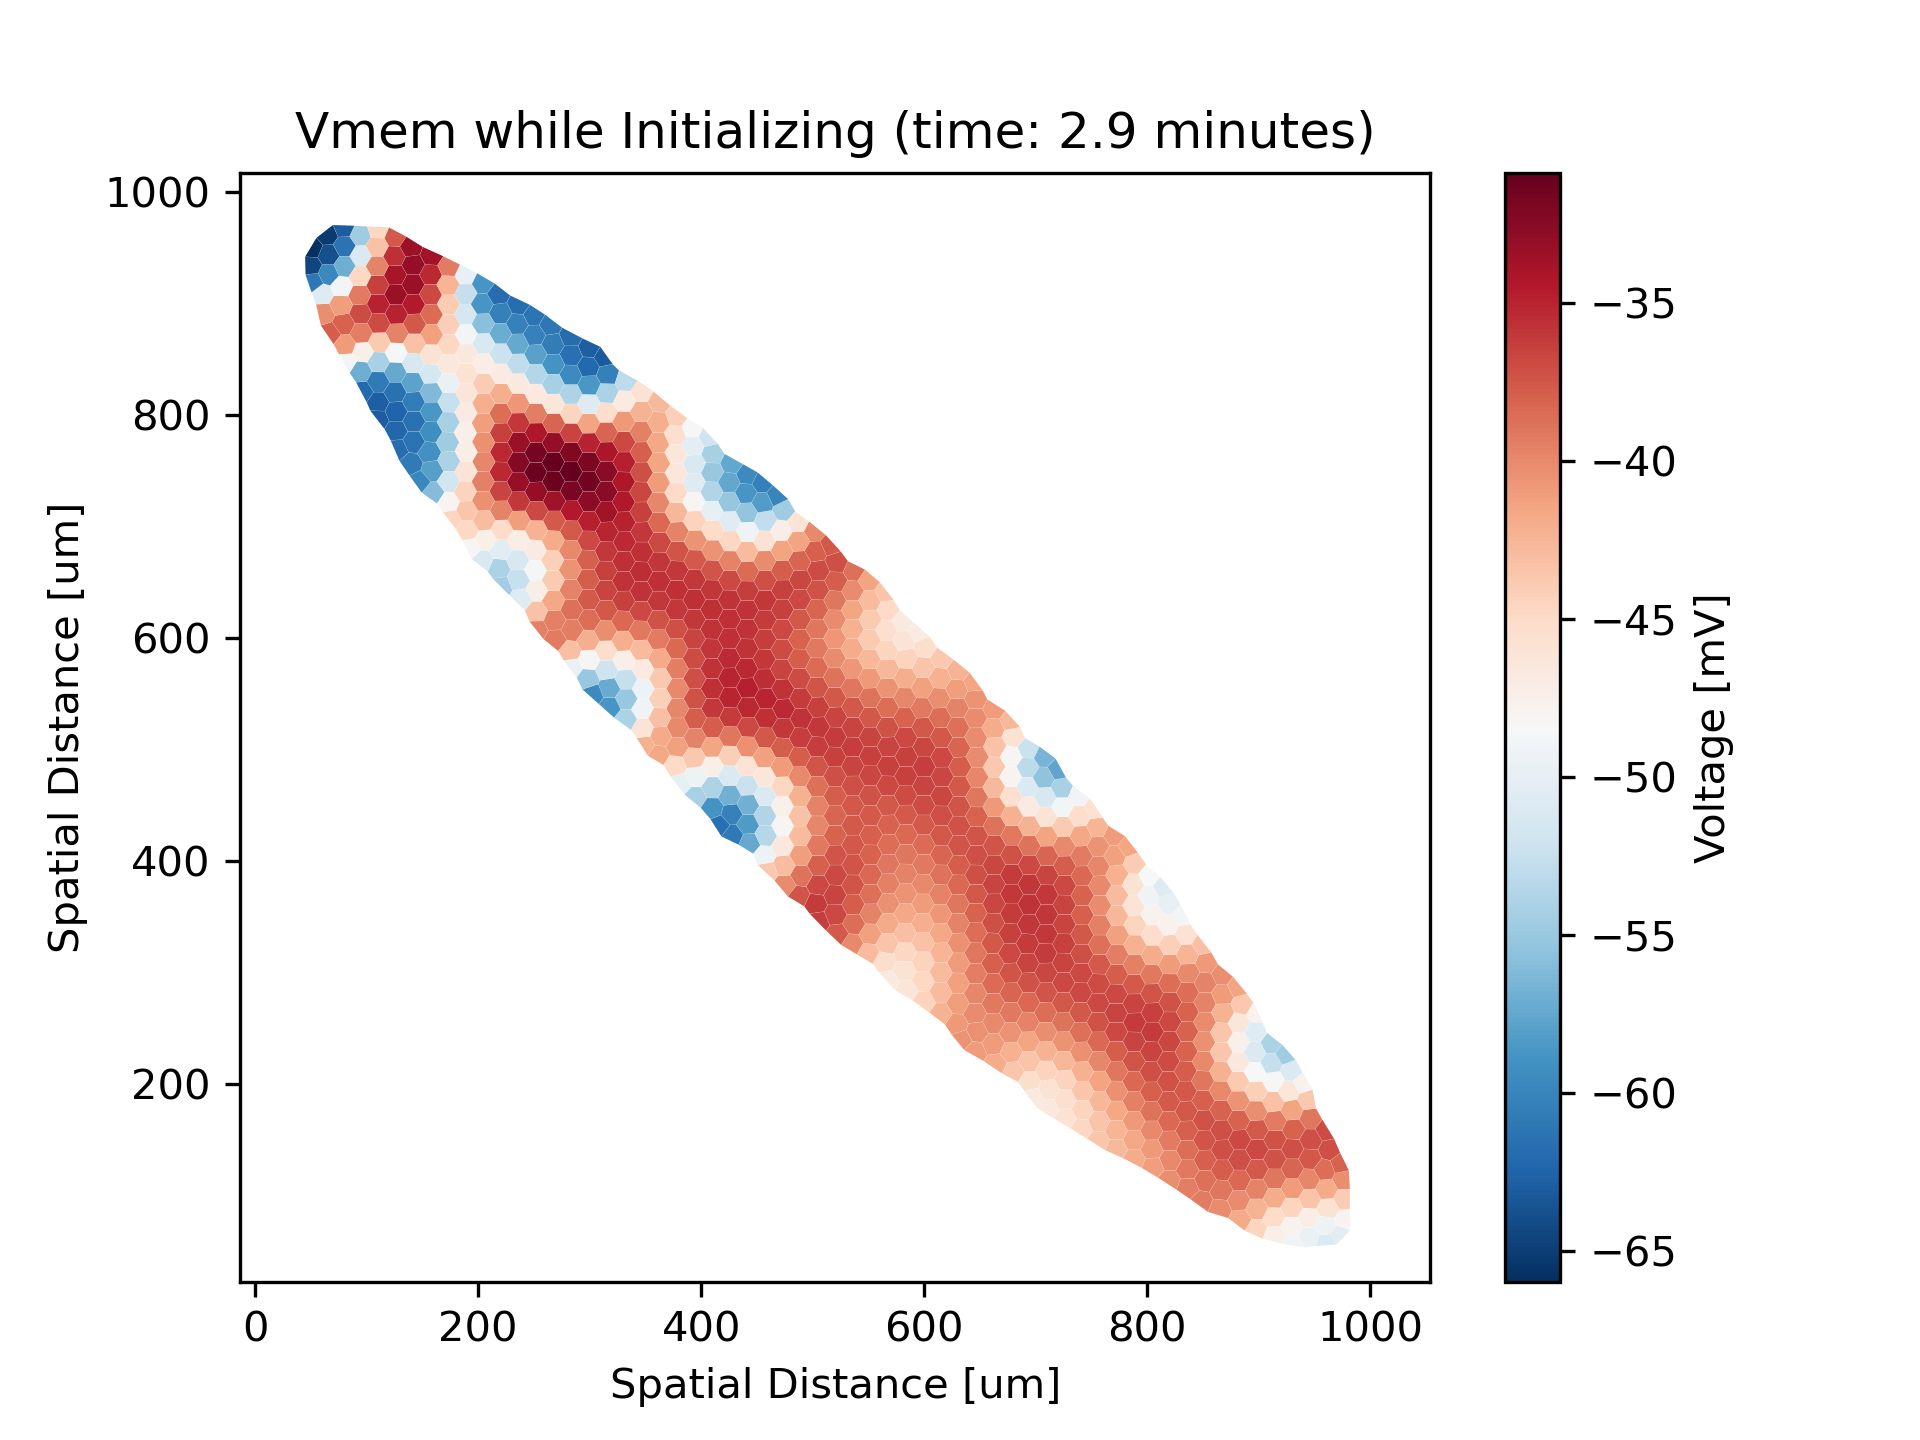 Vmem while Initializing (time: 2.9 minutes)
1000
800
600
400
200
Spatial Distance [um]
0 200 400 600 800 1000
Spatial Distance [um]
−35
−40
−45
−50
−55
−60
−65
Voltage [mV]